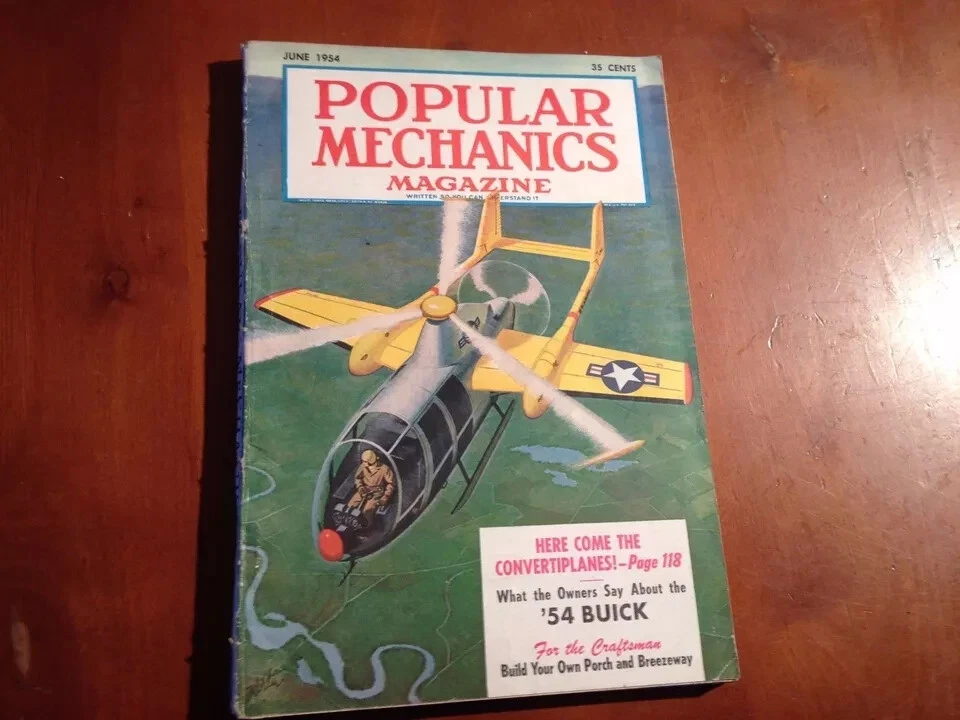 JUNE 1954
35 CENTS
POPULAR
MECHANICS
MAGAZINE
WRITTEN SO YOU CAN UNDERSTAND IT
HERE COME THE
CONVERTIPLANES!—Page 118
What the Owners Say About the
'54 BUICK
For the Craftsman
Build Your Own Porch and Breezeway